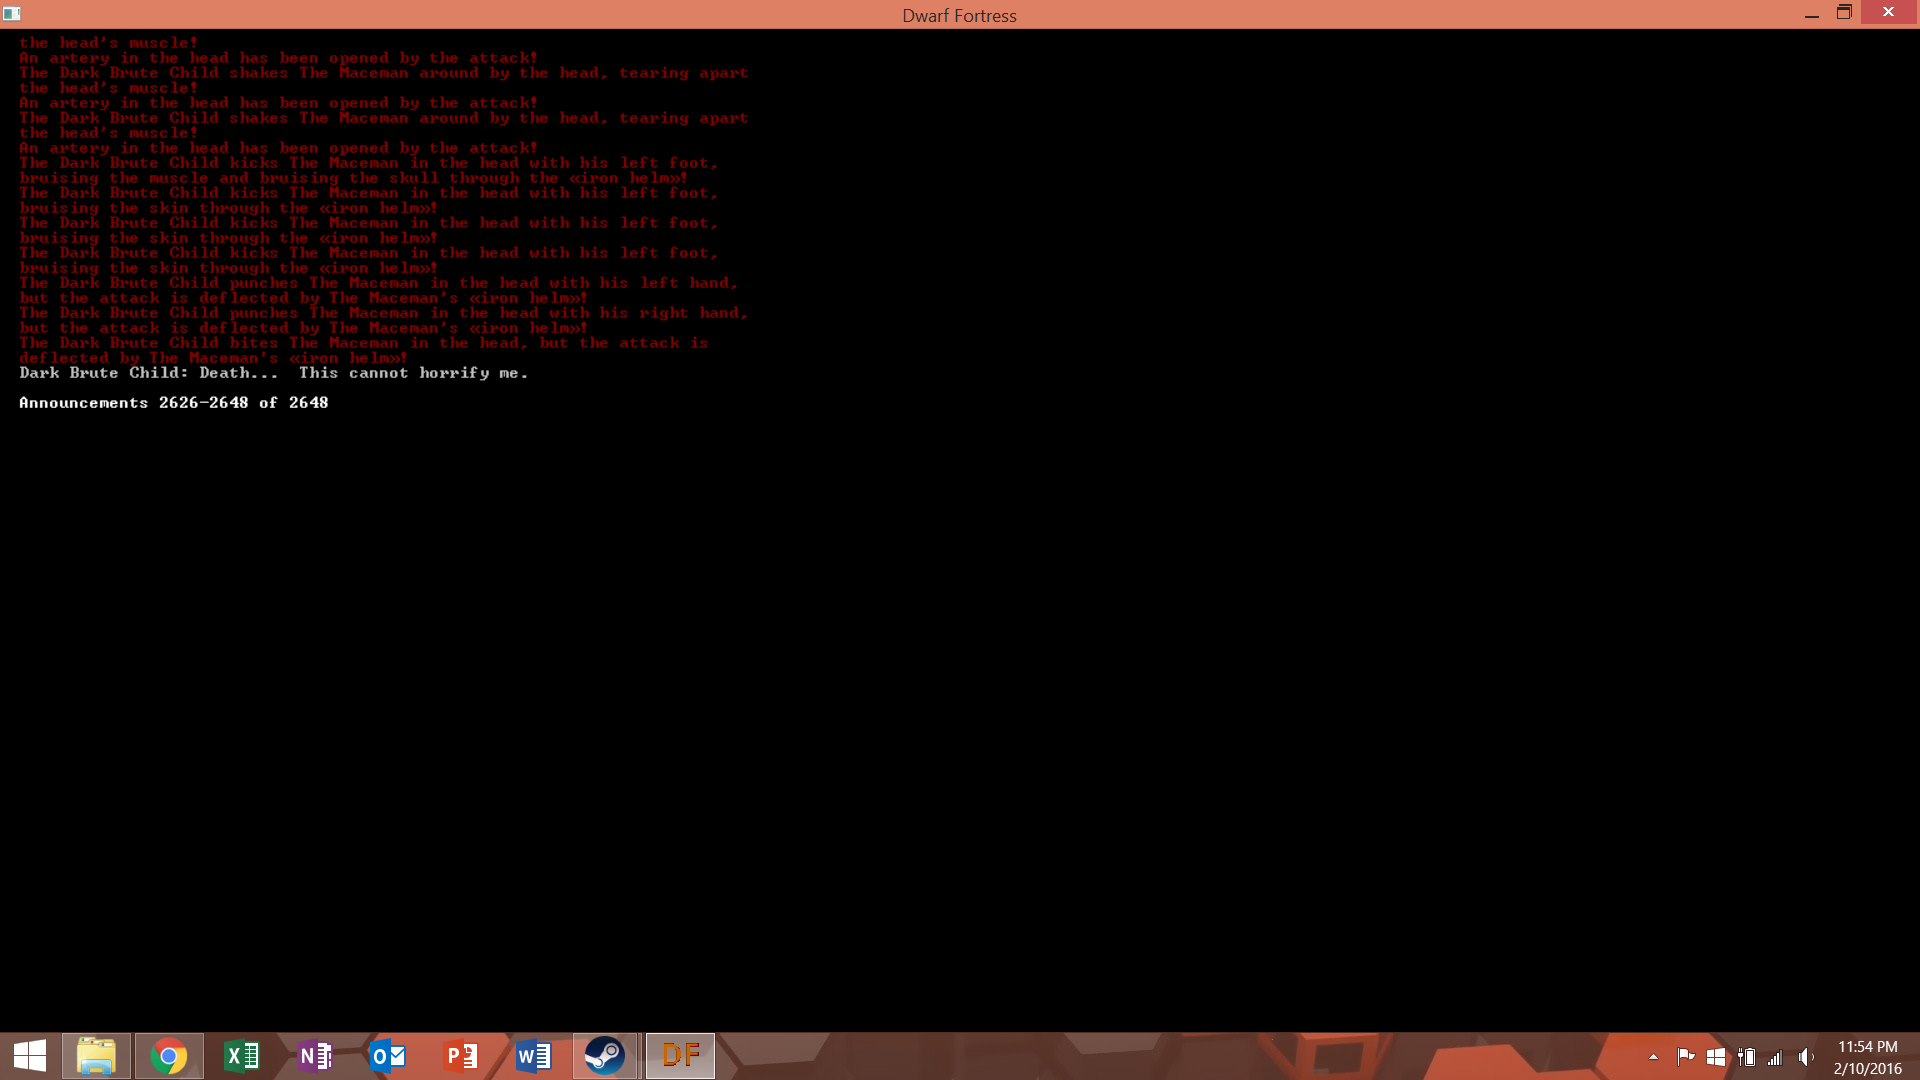 Dwarf Fortress
the head's muscle!
An artery in the head has been opened by the attack!
The Dark Brute Child shakes The Maceman around by the head, tearing apart
the head's muscle!
An artery in the head has been opened by the attack!
The Dark Brute Child shakes The Maceman around by the head, tearing apart
the head's muscle!
An artery in the head has been opened by the attack!
The Dark Brute Child kicks The Maceman in the head with his left foot,
bruising the muscle and bruising the skull through the «iron helm»!
The Dark Brute Child kicks The Maceman in the head with his left foot,
bruising the skin through the «iron helm»!
The Dark Brute Child kicks The Maceman in the head with his left foot,
bruising the skin through the «iron helm»!
The Dark Brute Child kicks The Maceman in the head with his left foot,
bruising the skin through the «iron helm»!
The Dark Brute Child punches The Maceman in the head with his left hand,
but the attack is deflected by The Maceman's «iron helm»!
The Dark Brute Child punches The Maceman in the head with his right hand,
but the attack is deflected by The Maceman's «iron helm»!
The Dark Brute Child bites The Maceman in the head, but the attack is
deflected by The Maceman's «iron helm»!
Dark Brute Child: Death...  This cannot horrify me.
Announcements 2626-2648 of 2648
DF
11:54 PM
2/10/2016